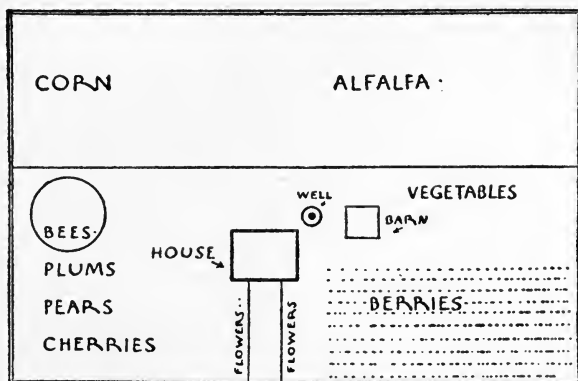 CORN
ALFALFA
WELL
VEGETABLES
BEES
BARN
HOUSE
PLUMS
PEARS
BERRIES
CHERRIES
FLOWERS
FLOWERS